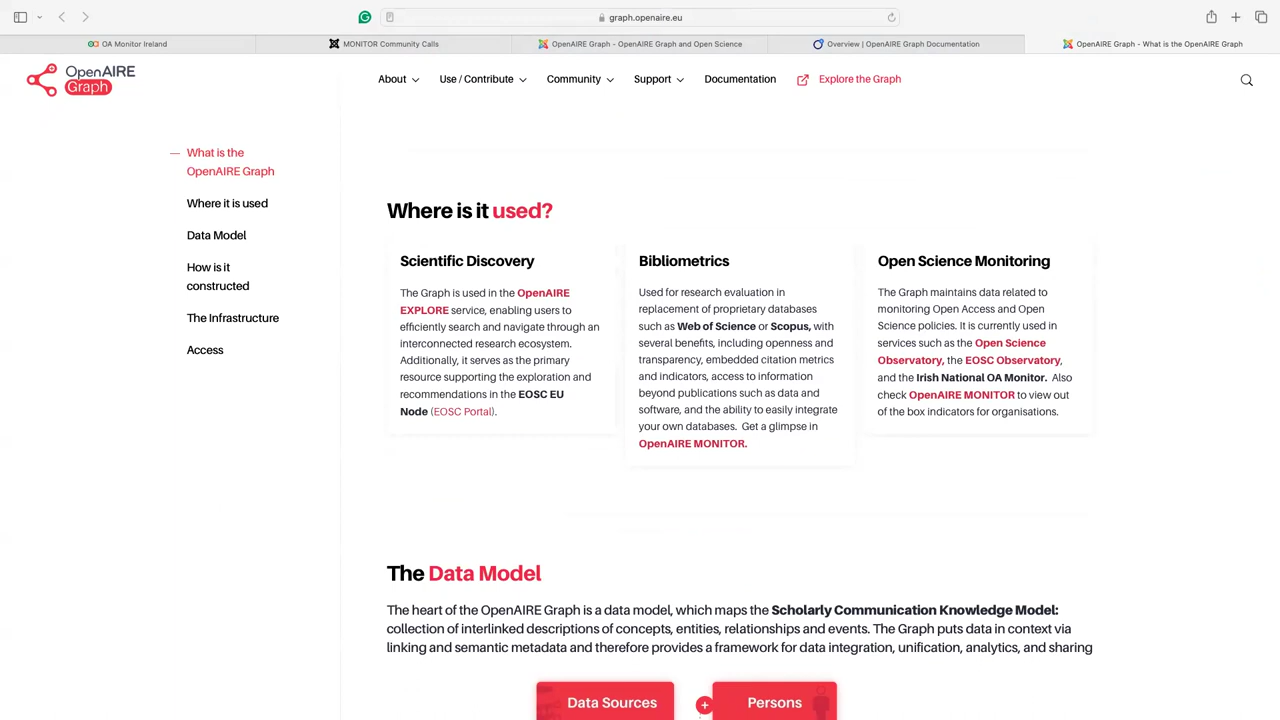 graph.openaire.eu
OA Monitor Ireland
MONITOR Community Calls
OpenAIRE Graph - OpenAIRE Graph and Open Science
Overview | OpenAIRE Graph Documentation
OpenAIRE Graph - What is the OpenAIRE Graph
OpenAIRE
Graph
About
Use / Contribute
Community
Support
Documentation
Explore the Graph
What is the
OpenAIRE Graph
Where it is used
Data Model
How is it
constructed
The Infrastructure
Access
Where is it used?
Scientific Discovery
The Graph is used in the OpenAIRE
EXPLORE service, enabling users to
efficiently search and navigate through an
interconnected research ecosystem.
Additionally, it serves as the primary
resource supporting the exploration and
recommendations in the EOSC EU
Node (EOSC Portal).
Bibliometrics
Used for research evaluation in
replacement of proprietary databases
such as Web of Science or Scopus, with
several benefits, including openness and
transparency, embedded citation metrics
and indicators, access to information
beyond publications such as data and
software, and the ability to easily integrate
your own databases. Get a glimpse in
OpenAIRE MONITOR.
Open Science Monitoring
The Graph maintains data related to
monitoring Open Access and Open
Science policies. It is currently used in
services such as the Open Science
Observatory, the EOSC Observatory,
and the Irish National OA Monitor. Also
check OpenAIRE MONITOR to view out
of the box indicators for organisations.
The Data Model
The heart of the OpenAIRE Graph is a data model, which maps the Scholarly Communication Knowledge Model:
collection of interlinked descriptions of concepts, entities, relationships and events. The Graph puts data in context via
linking and semantic metadata and therefore provides a framework for data integration, unification, analytics, and sharing
Data Sources
Persons